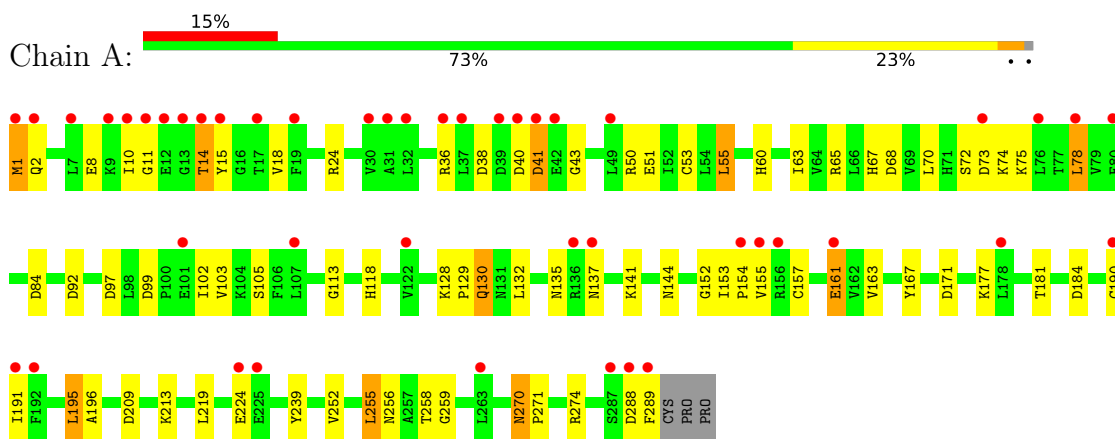 15%
Chain A:
73% 23% • •
M1 Q2 L7 E8 K9 I10 G11 E12 G13 T14 Y15 G16 T17 V18 F19 R24 V30 A31 L32 R36 L37 D38 D39 D40 D41 E42 G43 L49 R50 E51 I52 C53 L54 L55 H60 I63 V64 R65 L66 H67 D68 V69 L70 H71 S72 D73 K74 K75 L76 T77 L78 V79
D84 D92 D97 L98 D99 P100 E101 I102 V103 K104 S105 F106 L107 G113 H118 V122 K128 P129 Q130 N131 L132 N135 R136 N137 K141 N144 G152 I153 P154 V155 R156 C157 E161 V162 V163 Y167 D171 K177 L178 T181 D184
I191 F192 L195 A196 D209 K213 L219 E224 E225 Y239 V252 L255 N256 A257 T258 G259 L263 N270 P271 R274 S287 D288 F289 CYS PRO PRO